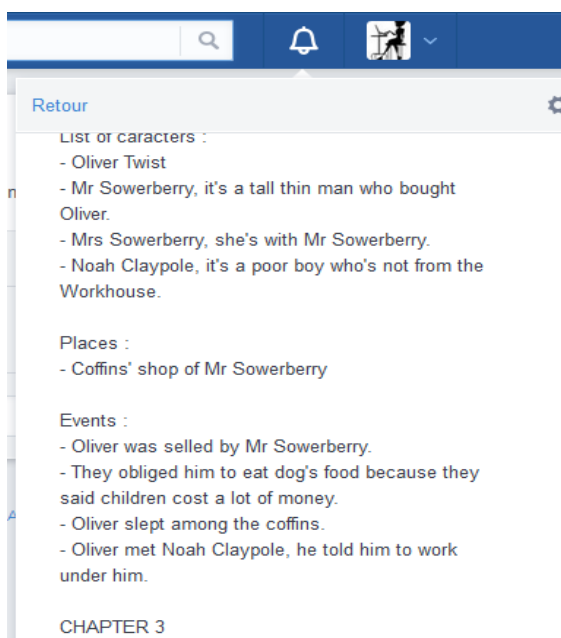 Retour
List of caracters :
- Oliver Twist
- Mr Sowerberry, it's a tall thin man who bought
Oliver.
- Mrs Sowerberry, she's with Mr Sowerberry.
- Noah Claypole, it's a poor boy who's not from the
Workhouse.
Places :
- Coffins' shop of Mr Sowerberry
Events :
- Oliver was selled by Mr Sowerberry.
- They obliged him to eat dog's food because they
said children cost a lot of money.
- Oliver slept among the coffins.
- Oliver met Noah Claypole, he told him to work
under him.
CHAPTER 3